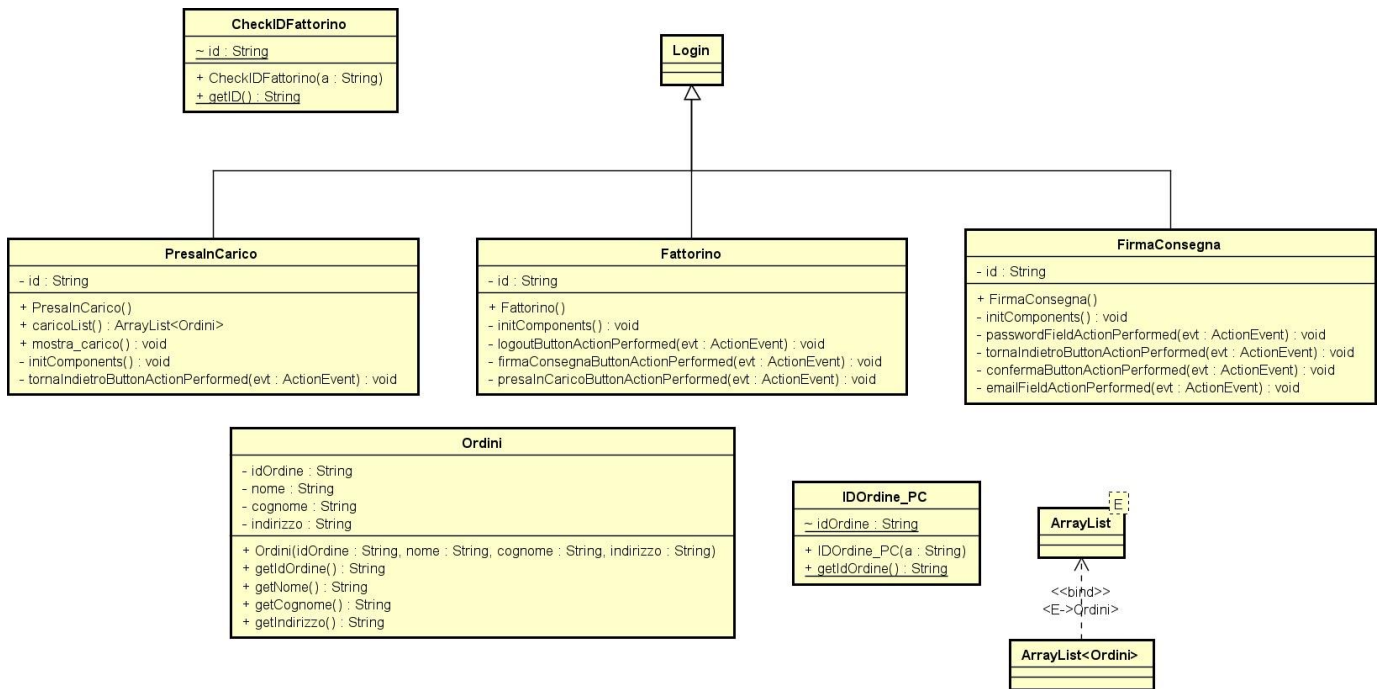 CheckIDFattorino
~ id : String
+ CheckIDFattorino(a : String)
+ getID() : String
Login
PresaInCarico
- id : String
+ PresaInCarico()
+ caricoList() : ArrayList<Ordini>
+ mostra_carico() : void
- initComponents() : void
- tornaIndietroButtonActionPerformed(evt : ActionEvent) : void
Fattorino
- id : String
+ Fattorino()
- initComponents() : void
- logoutButtonActionPerformed(evt : ActionEvent) : void
- firmaConsegnaButtonActionPerformed(evt : ActionEvent) : void
- presaInCaricoButtonActionPerformed(evt : ActionEvent) : void
FirmaConsegna
- id : String
+ FirmaConsegna()
- initComponents() : void
- passwordFieldActionPerformed(evt : ActionEvent) : void
- tornaIndietroButtonActionPerformed(evt : ActionEvent) : void
- confermaButtonActionPerformed(evt : ActionEvent) : void
- emailFieldActionPerformed(evt : ActionEvent) : void
Ordini
- idOrdine : String
- nome : String
- cognome : String
- indirizzo : String
+ Ordini(idOrdine : String, nome : String, cognome : String, indirizzo : String)
+ getIdOrdine() : String
+ getNome() : String
+ getCognome() : String
+ getIndirizzo() : String
IDOrdine_PC
~ idOrdine : String
+ IDOrdine_PC(a : String)
+ getIdOrdine() : String
E
ArrayList
<<bind>>
<E->Ordini>
ArrayList<Ordini>